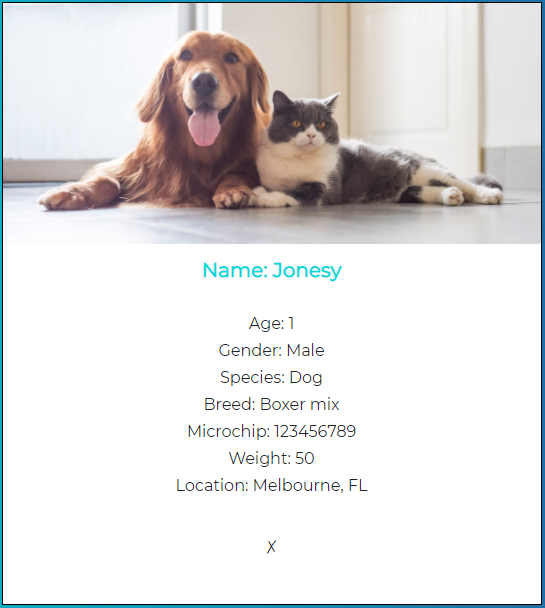 Name: Jonesy
Age: 1
Gender: Male
Species: Dog
Breed: Boxer mix
Microchip: 123456789
Weight: 50
Location: Melbourne, FL
X